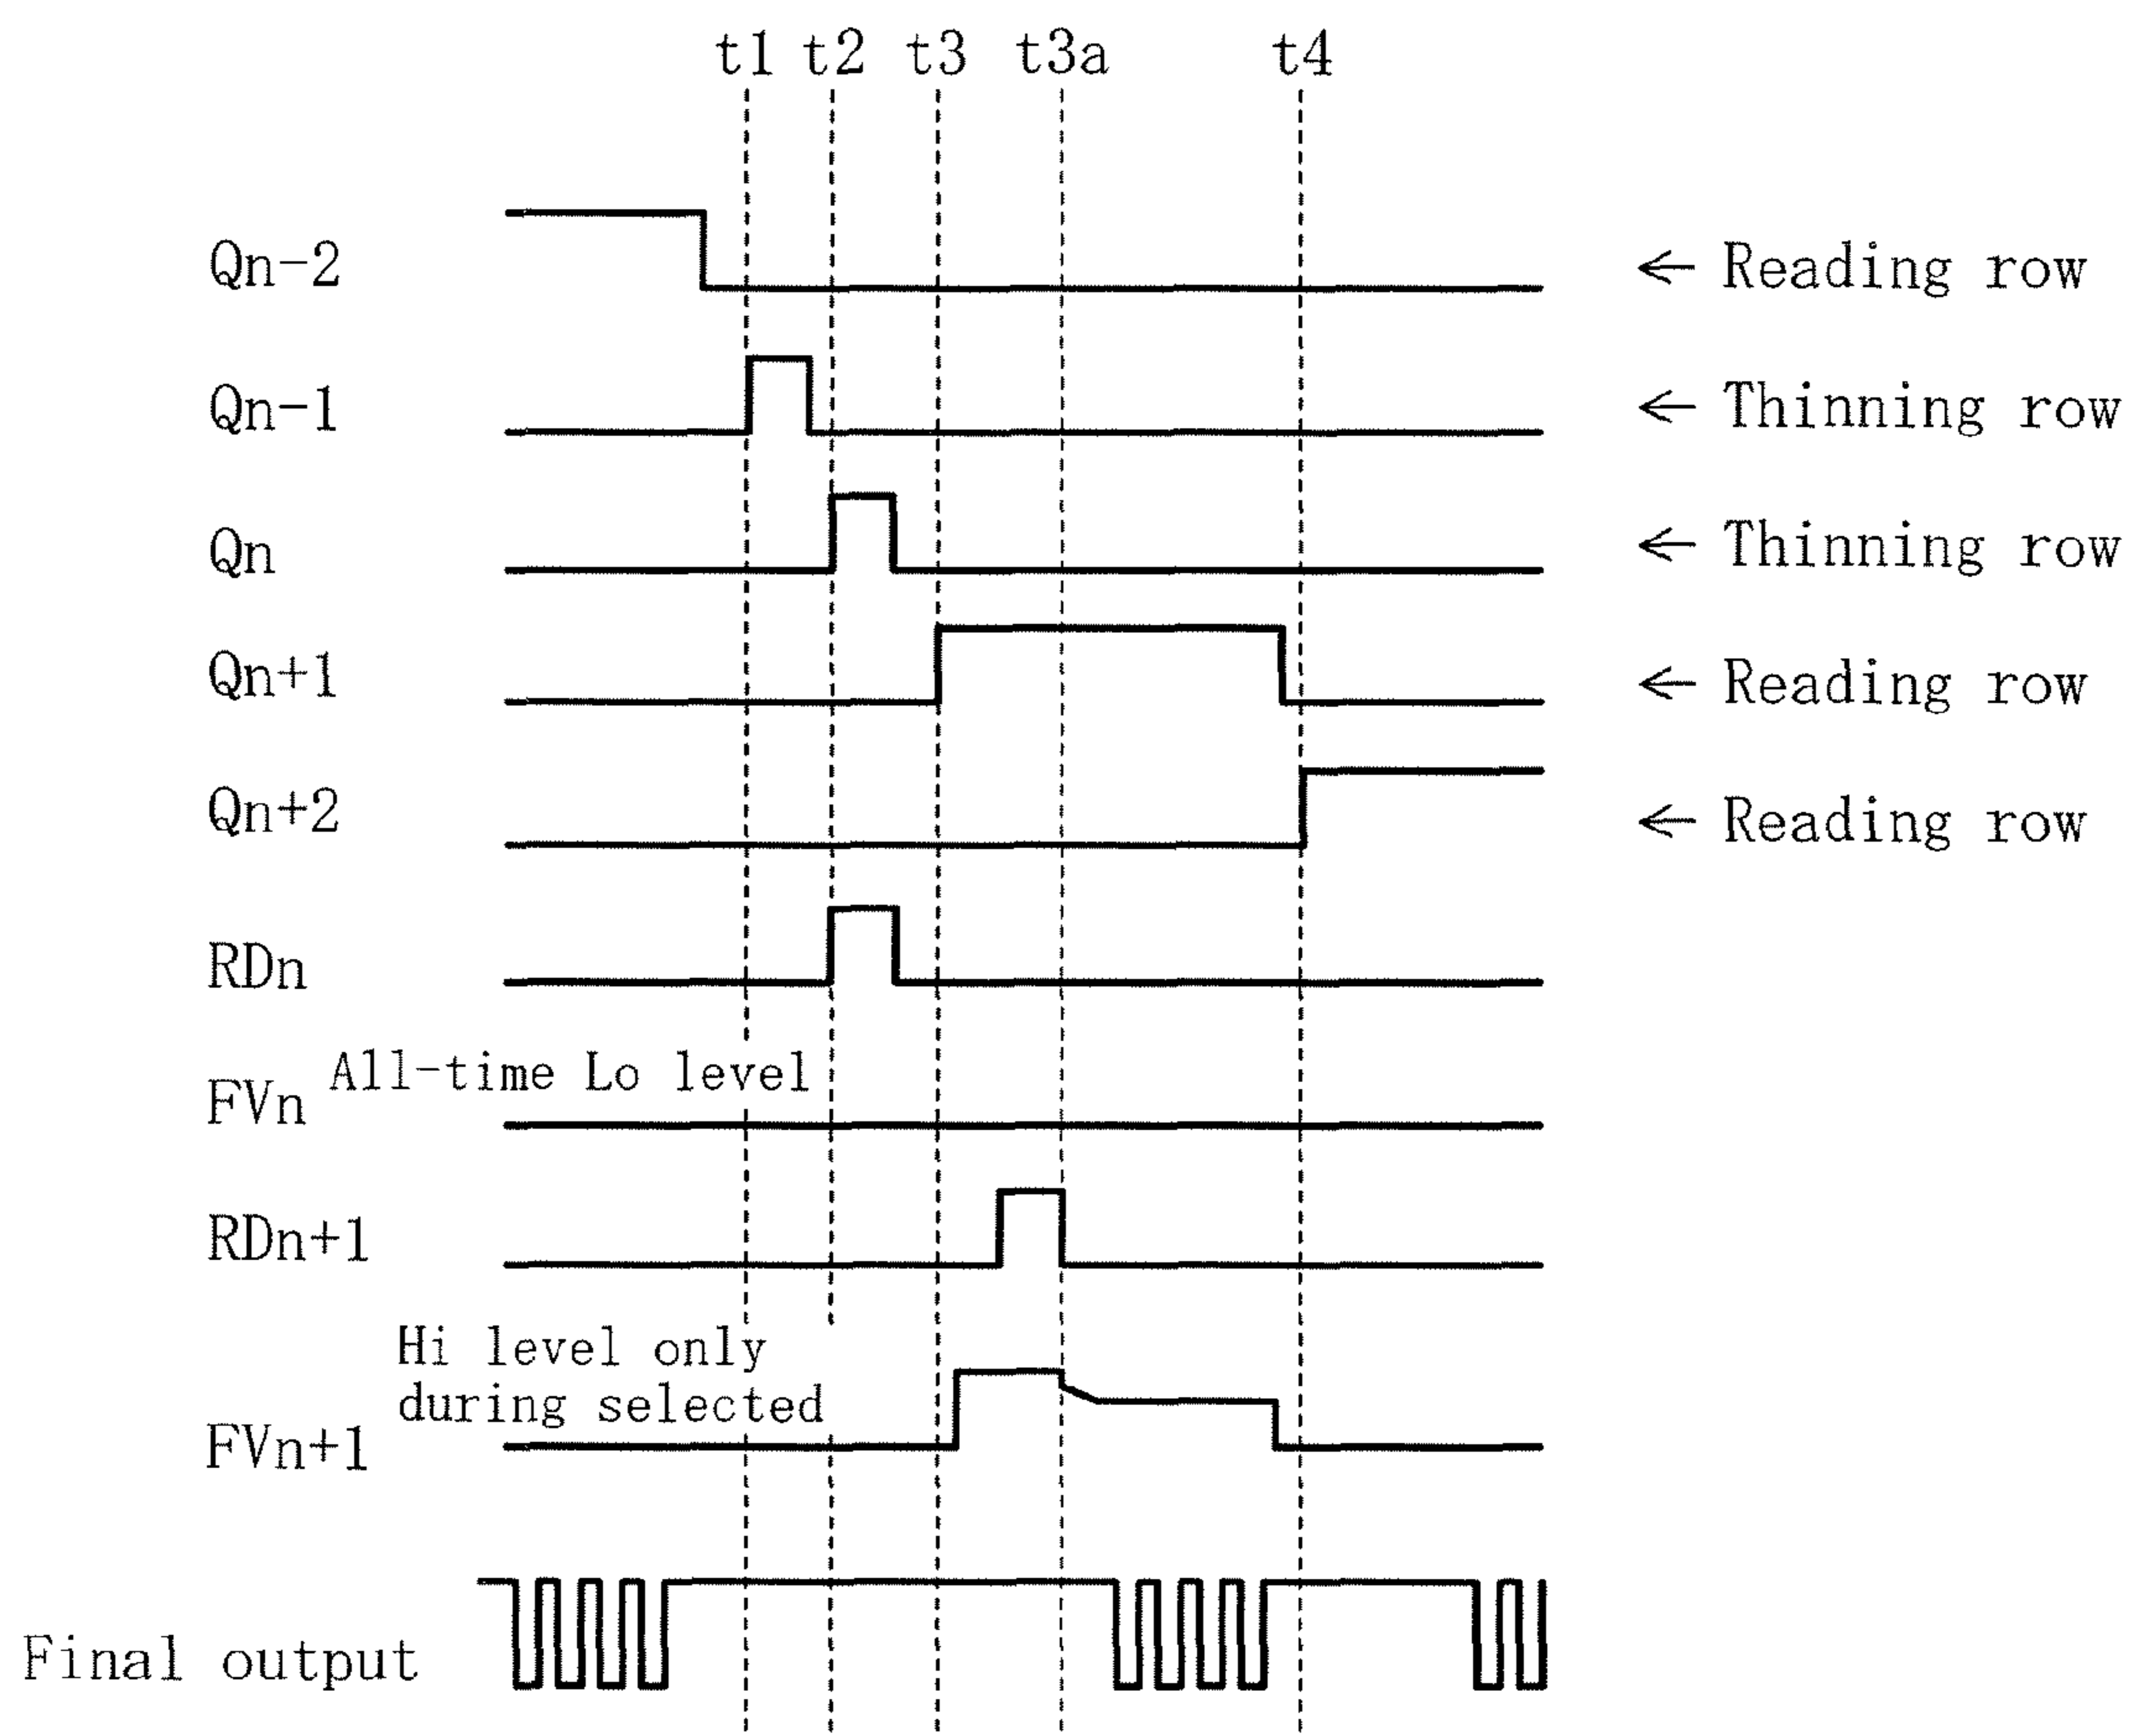 t1 t2 t3 t3a t4
Qn-2 ← Reading row
Qn-1 ← Thinning row
Qn ← Thinning row
Qn+1 ← Reading row
Qn+2 ← Reading row
RDn
All-time Lo level
FVn
RDn+1
Hi level only
during selected
FVn+1
Final output